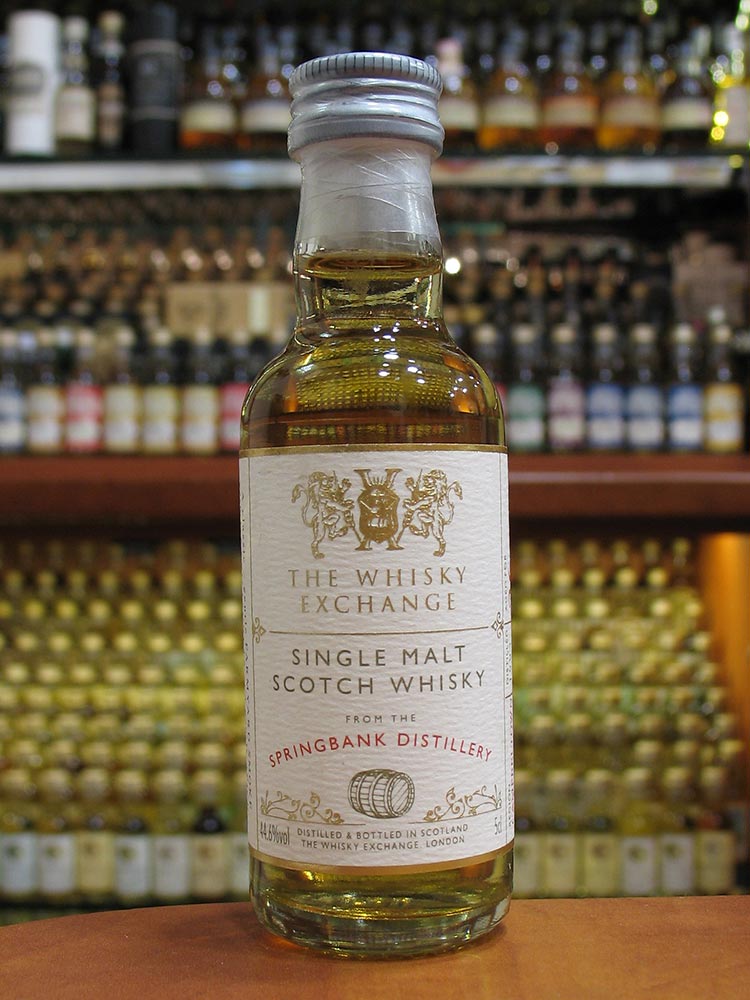 THE WHISKY
EXCHANGE
SINGLE MALT
SCOTCH WHISKY
FROM THE
SPRINGBANK DISTILLERY
44.6%vol
DISTILLED & BOTTLED IN SCOTLAND
THE WHISKY EXCHANGE, LONDON
5cl